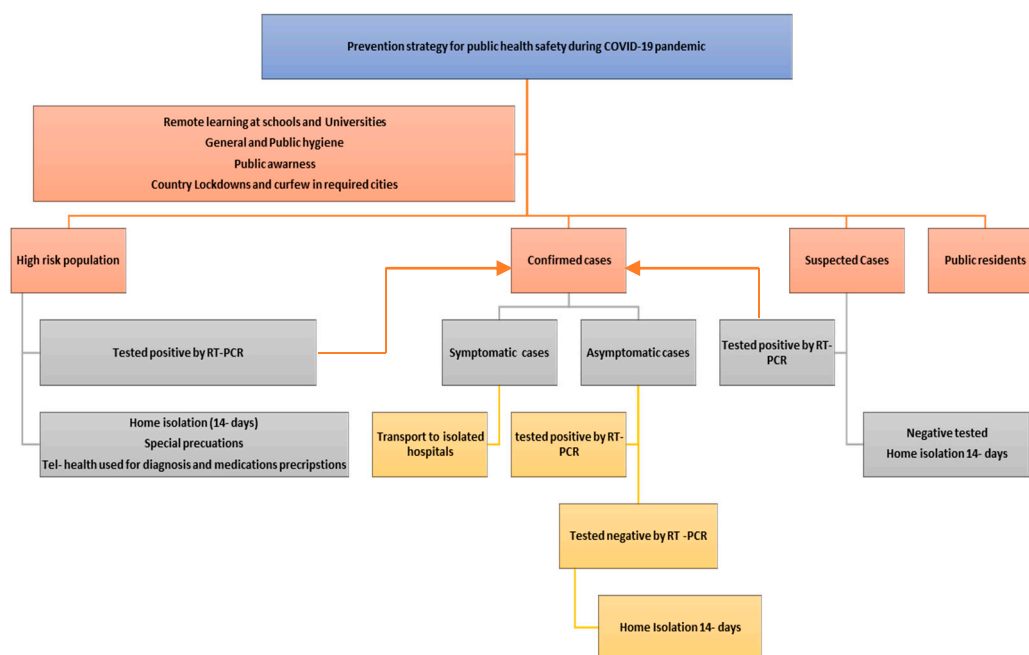 Prevention strategy for public health safety during COVID-19 pandemic
Remote learning at schools and Universities
General and Public hygiene
Public awarness
Country Lockdowns and curfew in required cities
High risk population
Confirmed cases
Suspected Cases
Public residents
Tested positive by RT-PCR
Symptomatic cases
Asymptomatic cases
Tested positive by RT-
PCR
Home isolation (14- days)
Special precuations
Tel- health used for diagnosis and medications precripstions
Transport to isolated
hospitals
tested positive by RT-
PCR
Negative tested
Home isolation 14- days
Tested negative by RT -PCR
Home Isolation 14- days